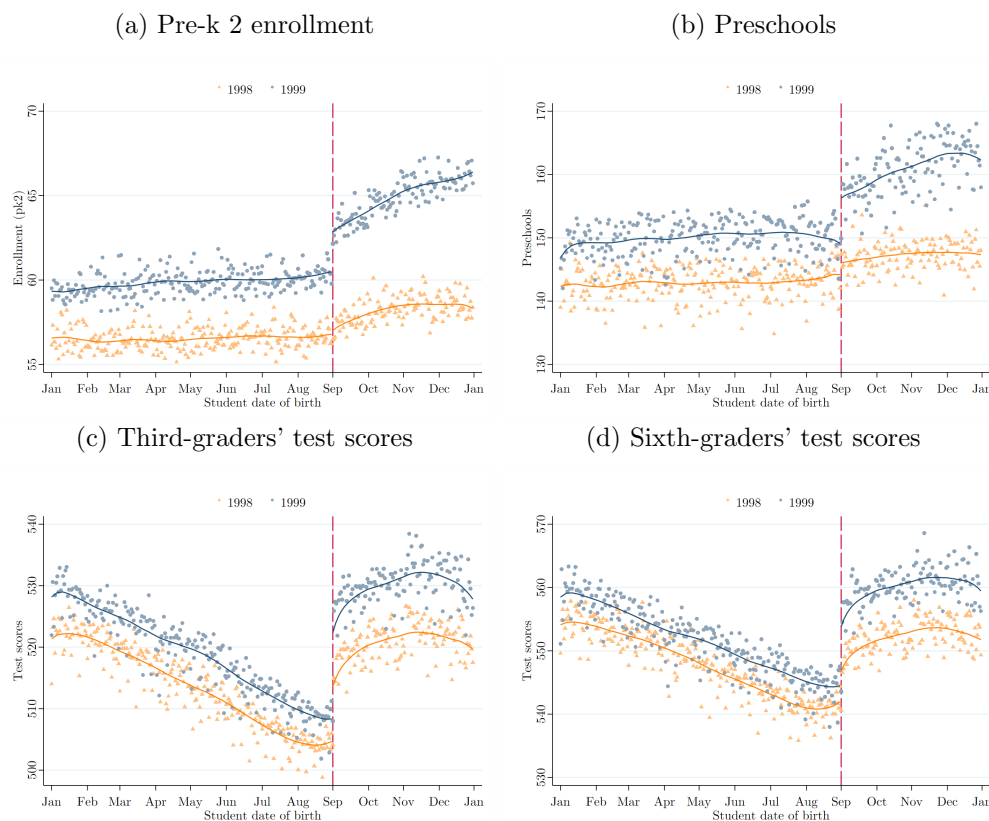 (a) Pre-k 2 enrollment
1998 1999
70
65
60
55
Enrollment (pk2)
Jan Feb Mar Apr May Jun Jul Aug Sep Oct Nov Dec Jan
Student date of birth
(b) Preschools
1998 1999
170
160
150
140
130
Preschools
Jan Feb Mar Apr May Jun Jul Aug Sep Oct Nov Dec Jan
Student date of birth
(c) Third-graders' test scores
1998 1999
540
530
520
510
500
Test scores
Jan Feb Mar Apr May Jun Jul Aug Sep Oct Nov Dec Jan
Student date of birth
(d) Sixth-graders' test scores
1998 1999
570
560
550
540
530
Test scores
Jan Feb Mar Apr May Jun Jul Aug Sep Oct Nov Dec Jan
Student date of birth